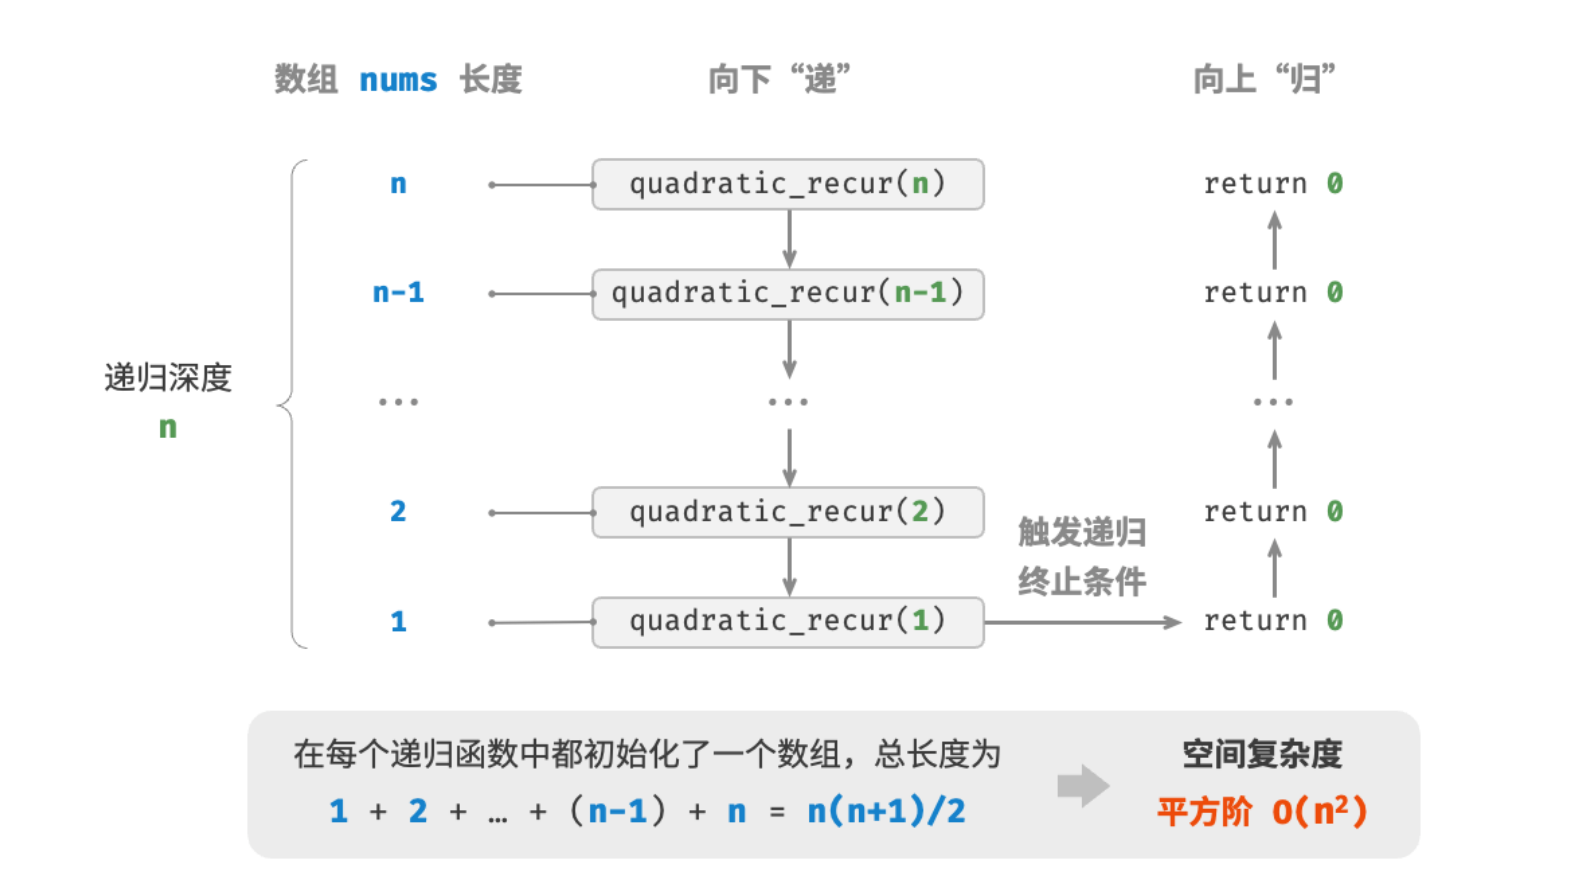 数组 nums 长度
向下“递”
向上“归”
n
quadratic_recur(n)
return 0
n-1
quadratic_recur(n-1)
return 0
递归深度
n
...
...
...
2
quadratic_recur(2)
return 0
触发递归
终止条件
1
quadratic_recur(1)
return 0
在每个递归函数中都初始化了一个数组，总长度为
1 + 2 + … + (n-1) + n = n(n+1)/2
空间复杂度
平方阶 O(n²)